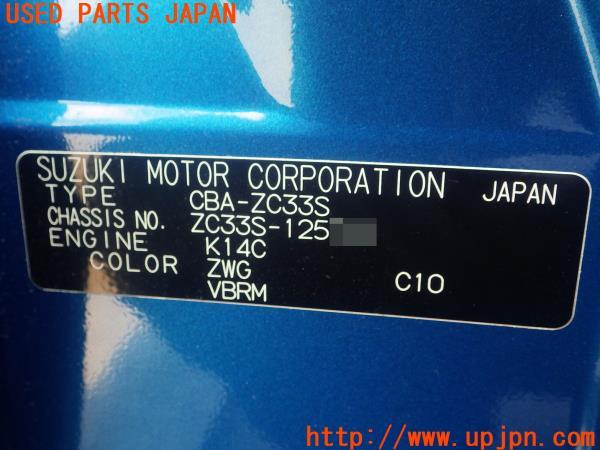 USED PARTS JAPAN
SUZUKI MOTOR CORPORATION JAPAN
TYPE CBA-ZC33S
CHASSIS NO. ZC33S-125
ENGINE K14C
COLOR ZWG C10
VBRM
http://www.upjpn.com/